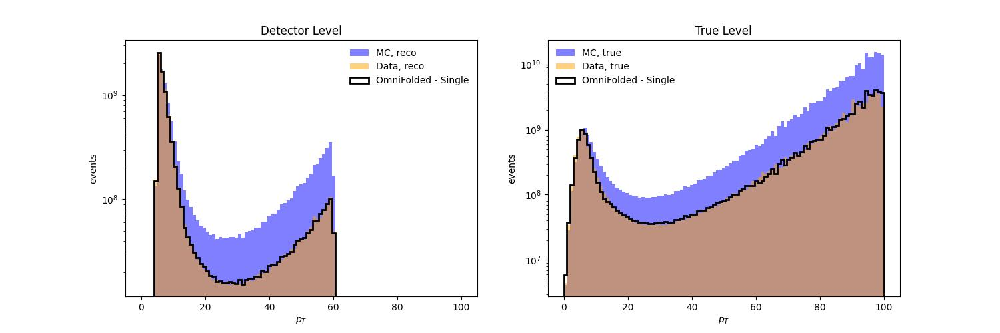 Detector Level
MC, reco
Data, reco
OmniFolded - Single
10^9
10^8
events
0 20 40 60 80 100
p_T
True Level
MC, true
Data, true
OmniFolded - Single
10^10
10^9
10^8
10^7
events
0 20 40 60 80 100
p_T